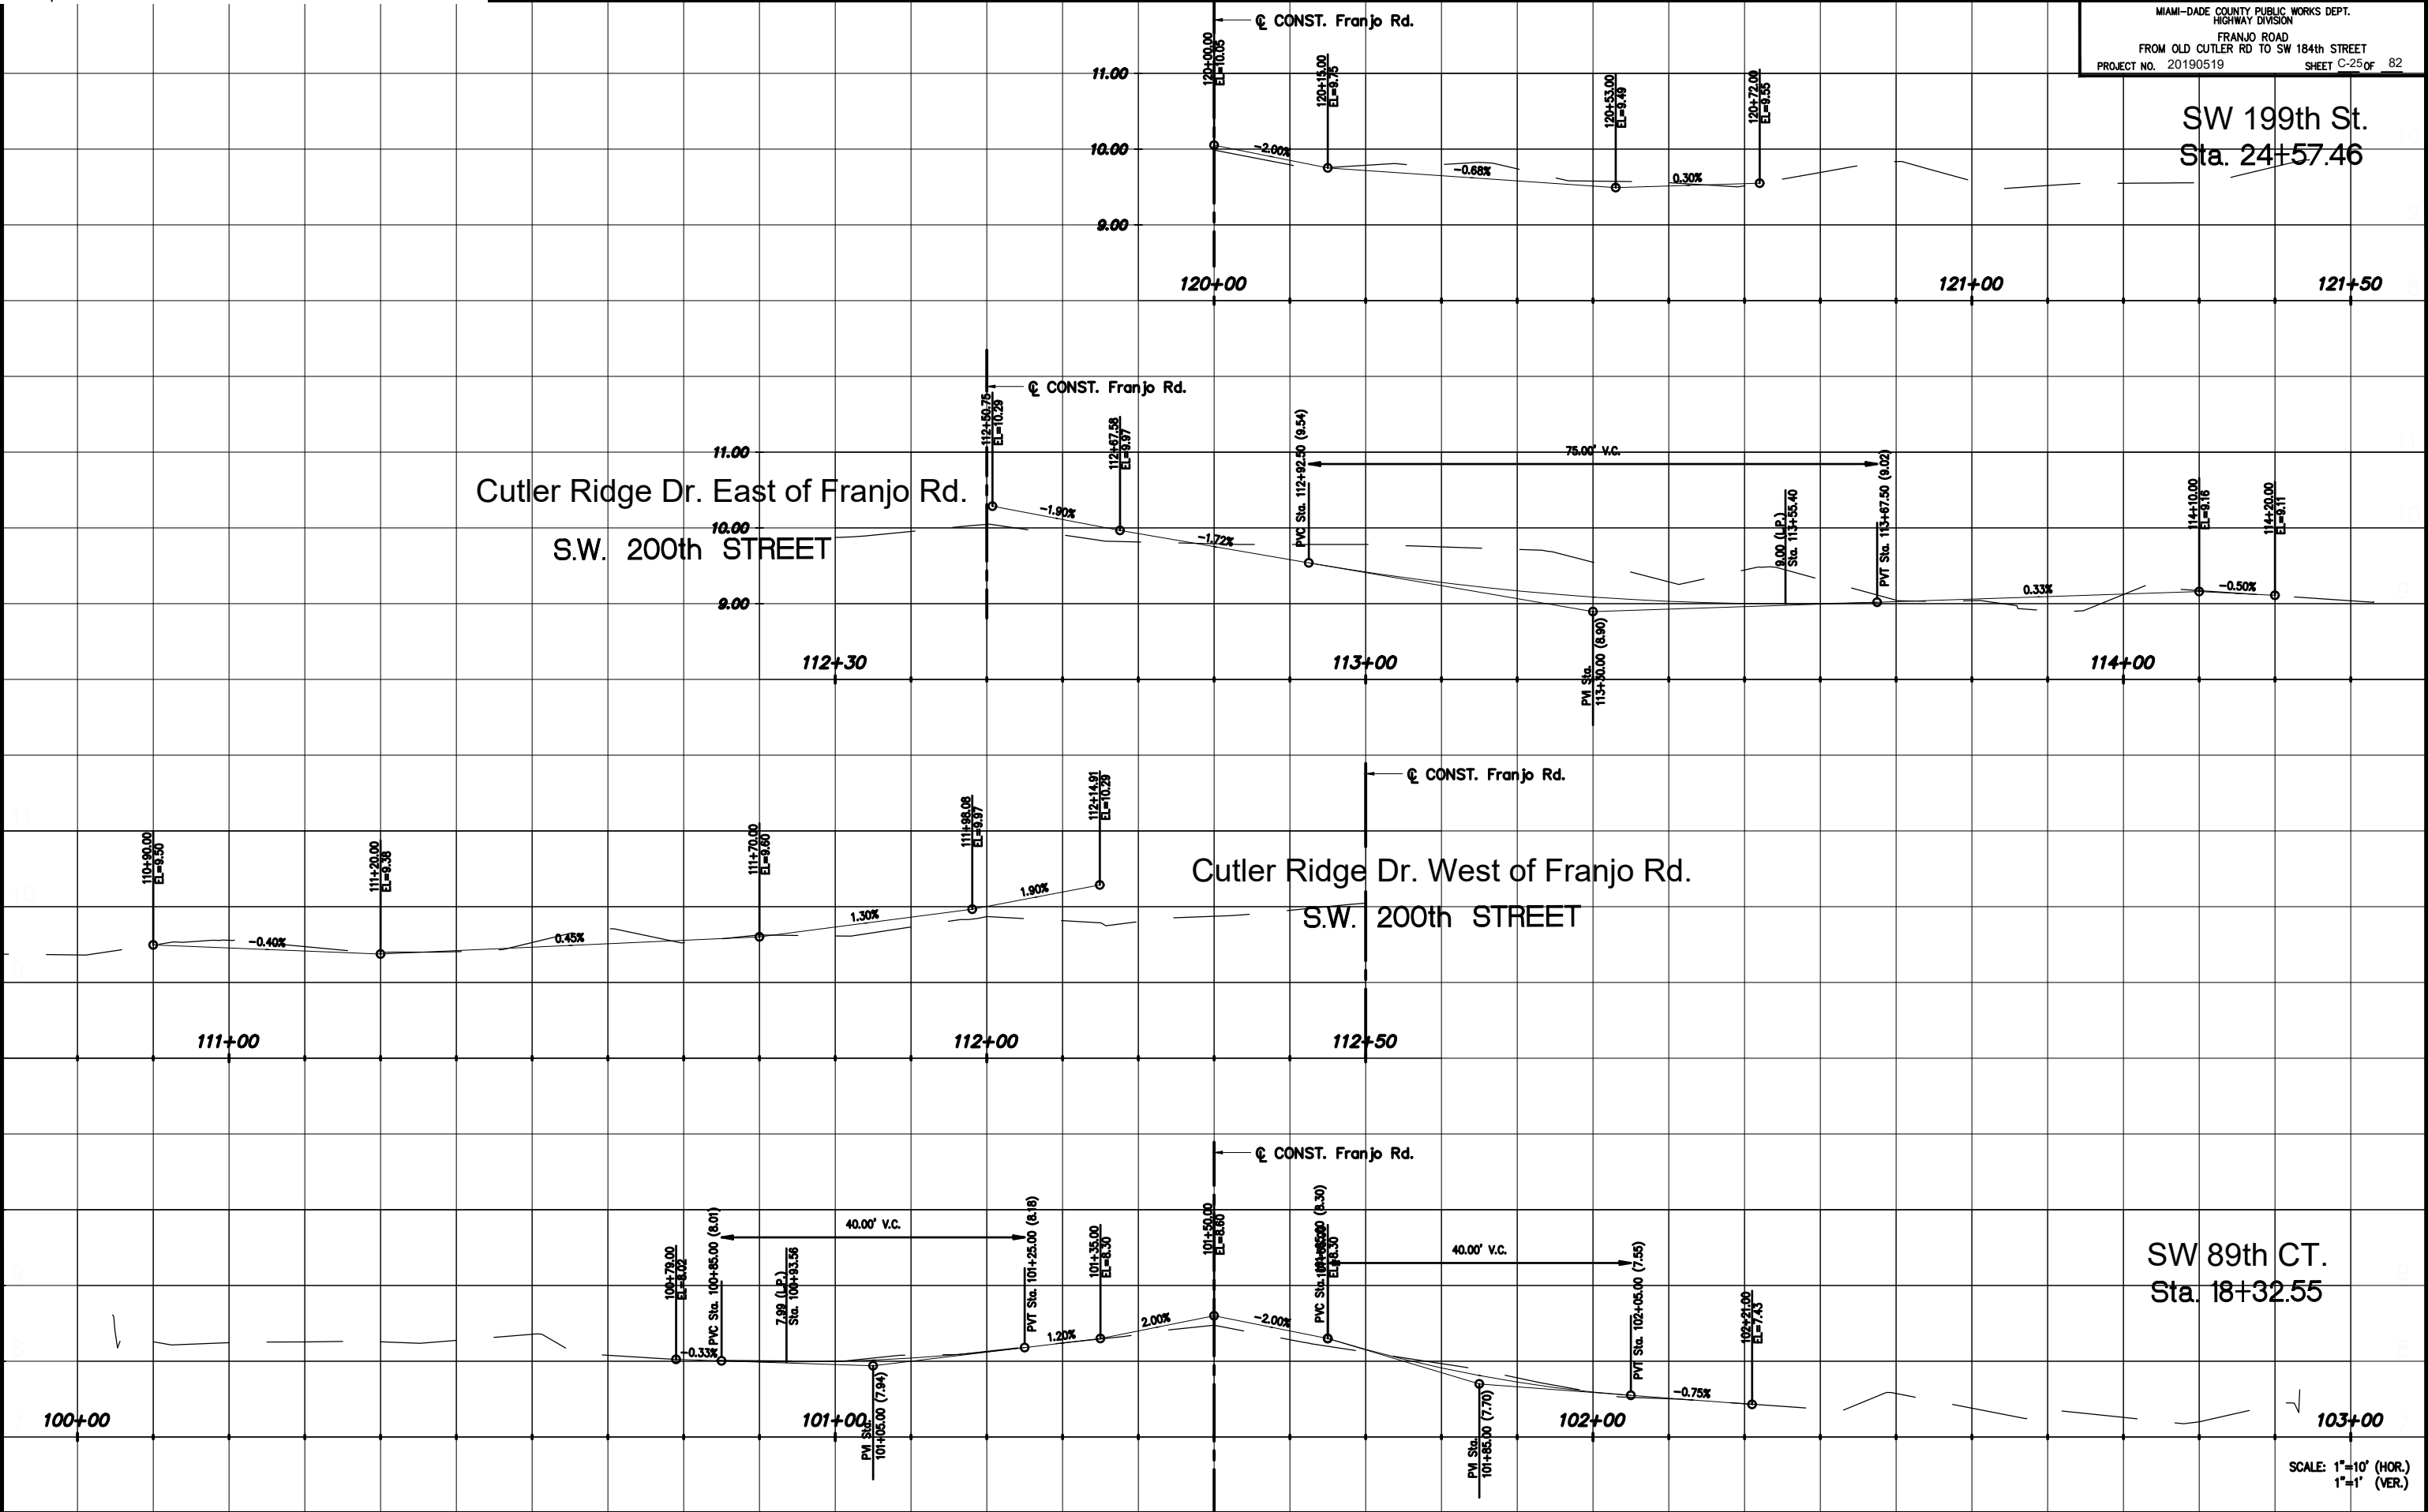 MIAMI-DADE COUNTY PUBLIC WORKS DEPT.
HIGHWAY DIVISION
FRANJO ROAD
FROM OLD CUTLER RD TO SW 184th STREET
PROJECT NO. 20190519 SHEET C-25 OF 82
℄ CONST. Franjo Rd.
120+00.00
EL=10.05
120+15.00
EL=9.75
120+53.00
EL=9.49
120+72.00
EL=9.55
SW 199th St.
Sta. 24+57.46
11.00
10.00
9.00
-2.00%
-0.68%
0.30%
120+00
121+00
121+50
℄ CONST. Franjo Rd.
112+50.75
EL=10.29
112+67.58
EL=9.97
PVC Sta. 112+92.50 (9.54)
75.00' V.C.
9.00 (L.P.)
Sta. 113+55.40
PVT Sta. 113+67.50 (9.02)
114+10.00
EL=9.16
114+20.00
EL=9.11
11.00
10.00
9.00
Cutler Ridge Dr. East of Franjo Rd.
S.W. 200th STREET
-1.90%
-1.72%
0.33%
-0.50%
PVI Sta.
113+30.00 (8.90)
112+30
113+00
114+00
℄ CONST. Franjo Rd.
110+90.00
EL=9.50
111+20.00
EL=9.38
111+70.00
EL=9.60
111+98.08
EL=9.97
112+14.91
EL=10.29
Cutler Ridge Dr. West of Franjo Rd.
S.W. 200th STREET
-0.40%
0.45%
1.30%
1.90%
111+00
112+00
112+50
℄ CONST. Franjo Rd.
100+79.00
EL=8.02
PVC Sta. 100+85.00 (8.01)
40.00' V.C.
7.99 (L.P.)
Sta. 100+93.56
PVT Sta. 101+25.00 (8.18)
101+35.00
EL=8.30
101+50.00
EL=8.60
PVC Sta. (8.30)
EL=8.30
40.00' V.C.
PVT Sta. 102+05.00 (7.55)
102+21.00
EL=7.43
SW 89th CT.
Sta. 18+32.55
-0.33%
1.20%
2.00%
-2.00%
-0.75%
PVI Sta.
101+05.00 (7.94)
PVI Sta.
101+85.00 (7.70)
100+00
101+00
102+00
103+00
SCALE: 1"=10' (HOR.)
1"=1' (VER.)